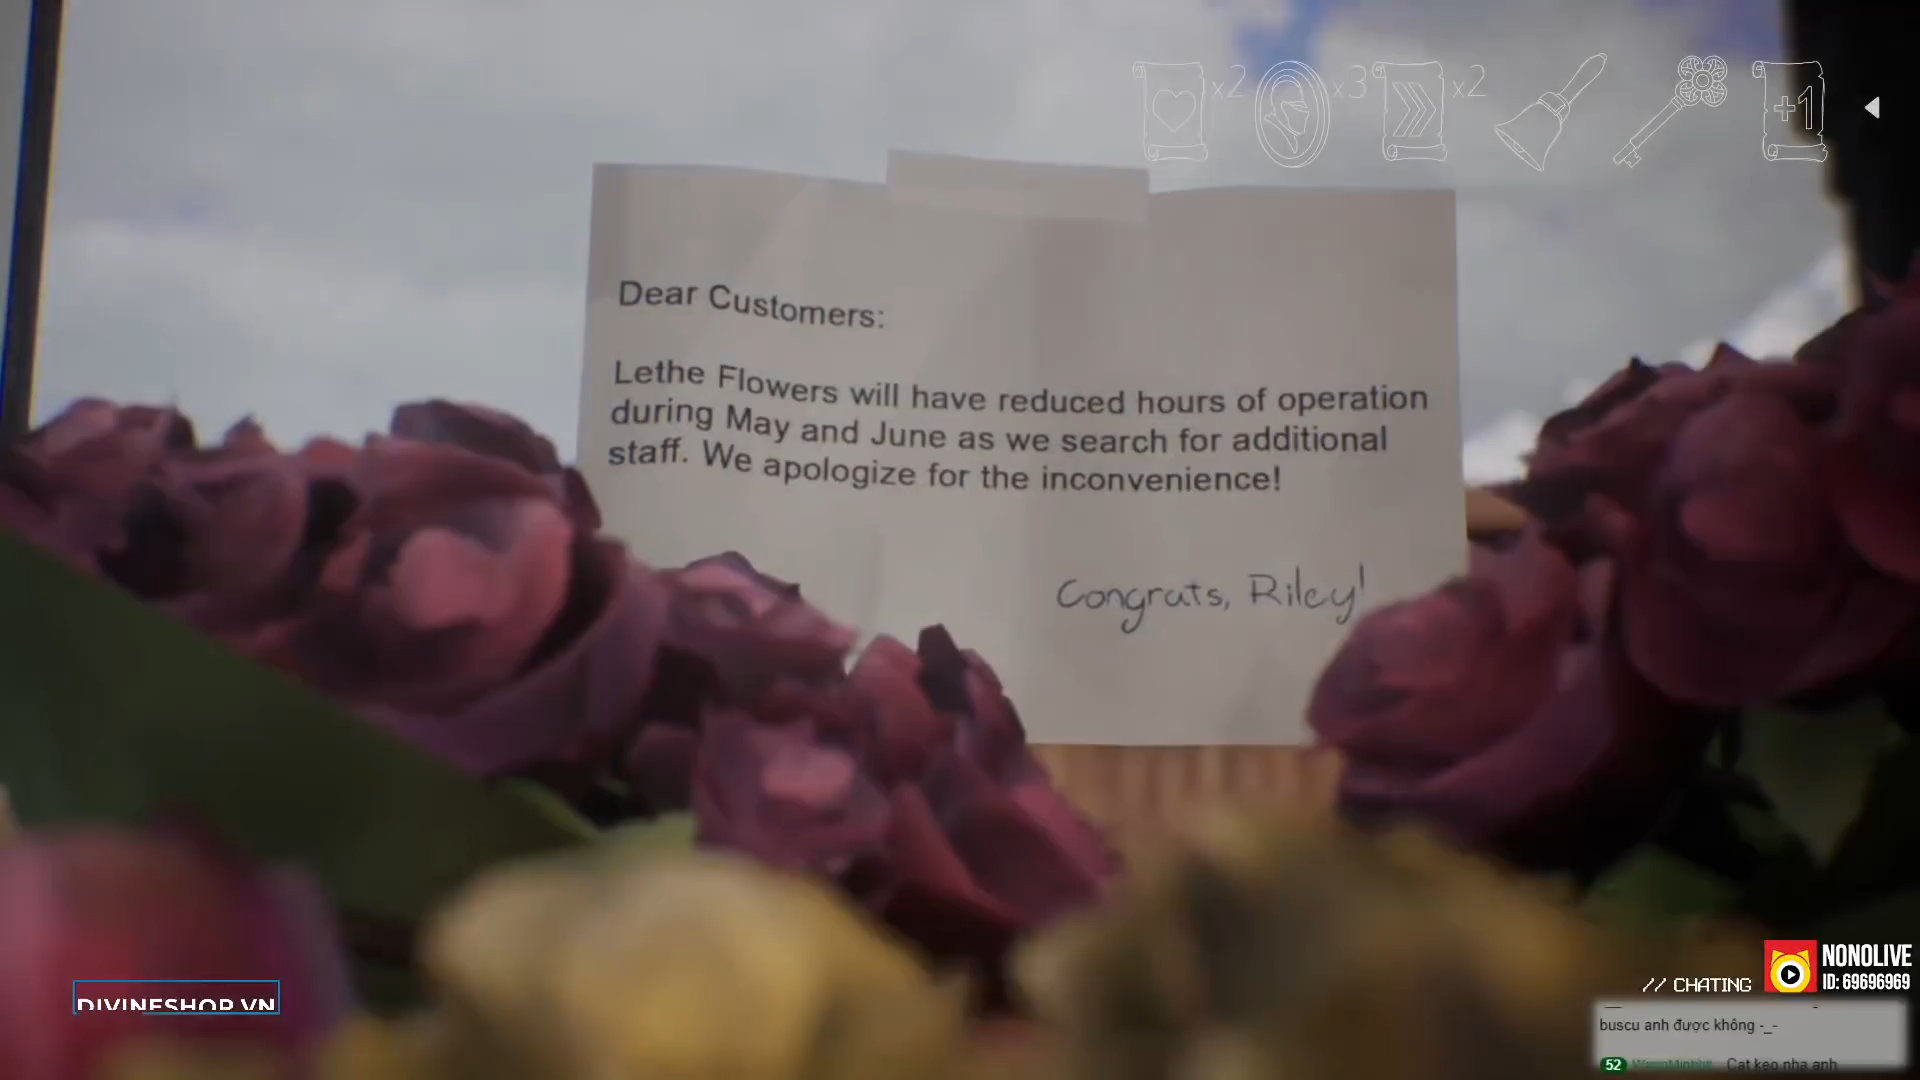 x2 x3 x2 +1
Dear Customers:
Lethe Flowers will have reduced hours of operation
during May and June as we search for additional
staff. We apologize for the inconvenience!
Congrats, Riley!
DIVINESHOP.VN
NONOLIVE
ID: 69696969
// CHATING
buscu anh được không -_-
52 Cat keo nha anh